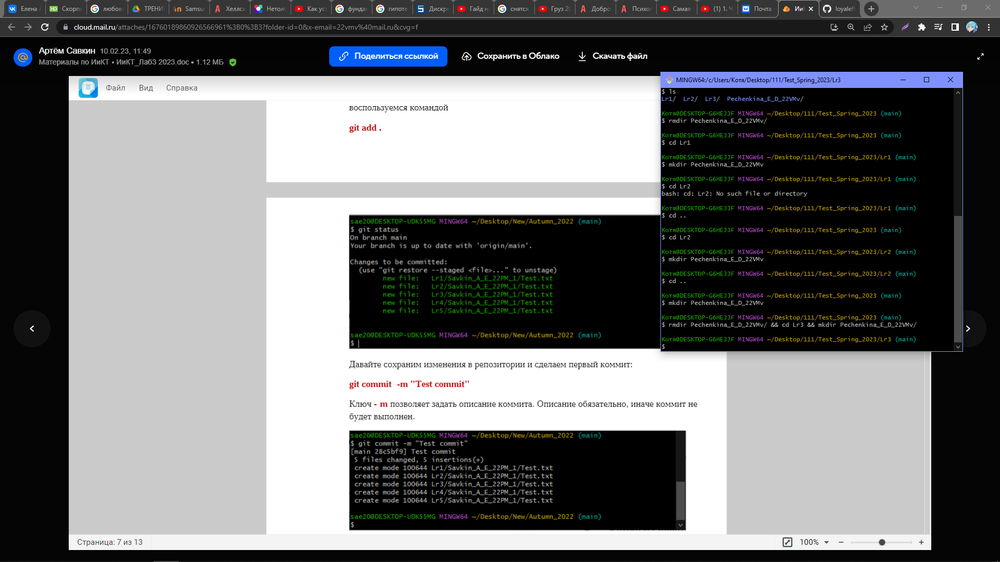 Елена
Скорпи
любов
ТРЕНИ
Samsu
Хеллси
Нетоло
Как ус
фунда
гипоте
Дискре
Гайд н
снятся
Груз 20
Добро
Психо
Самая
(1) 1. Ч
Почта
Ии
loyalef
cloud.mail.ru/attaches/16760189860926566961%3B0%3B3?folder-id=0&x-email=22vmv%40mail.ru&cvg=f
Артём Савкин 10.02.23, 11:49
Материалы по ИиКТ • ИиКТ_Лаб3 2023.doc • 1.12 МБ
Поделиться ссылкой
Сохранить в Облако
Скачать файл
Файл Вид Справка
воспользуемся командой
git add .
sae20@DESKTOP-UDK55MG MINGW64 ~/Desktop/New/Autumn_2022 (main)
$ git status
On branch main
Your branch is up to date with 'origin/main'.
Changes to be committed:
(use "git restore --staged <file>..." to unstage)
new file: Lr1/Savkin_A_E_22PM_1/Test.txt
new file: Lr2/Savkin_A_E_22PM_1/Test.txt
new file: Lr3/Savkin_A_E_22PM_1/Test.txt
new file: Lr4/Savkin_A_E_22PM_1/Test.txt
new file: Lr5/Savkin_A_E_22PM_1/Test.txt
sae20@DESKTOP-UDK55MG MINGW64 ~/Desktop/New/Autumn_2022 (main)
$
Давайте сохраним изменения в репозитории и сделаем первый коммит:
git commit -m "Test commit"
Ключ - m позволяет задать описание коммита. Описание обязательно, иначе коммит не
будет выполнен.
sae20@DESKTOP-UDK55MG MINGW64 ~/Desktop/New/Autumn_2022 (main)
$ git commit -m "Test commit"
[main 28c5bf9] Test commit
5 files changed, 5 insertions(+)
create mode 100644 Lr1/Savkin_A_E_22PM_1/Test.txt
create mode 100644 Lr2/Savkin_A_E_22PM_1/Test.txt
create mode 100644 Lr3/Savkin_A_E_22PM_1/Test.txt
create mode 100644 Lr4/Savkin_A_E_22PM_1/Test.txt
create mode 100644 Lr5/Savkin_A_E_22PM_1/Test.txt
sae20@DESKTOP-UDK55MG MINGW64 ~/Desktop/New/Autumn_2022 (main)
$
MINGW64:/c/Users/Котя/Desktop/111/Test_Spring_2023/Lr3
$ ls
Lr1/ Lr2/ Lr3/ Pechenkina_E_D_22VMv/
Котя@DESKTOP-G6HEJJF MINGW64 ~/Desktop/111/Test_Spring_2023 (main)
$ rmdir Pechenkina_E_D_22VMv/
Котя@DESKTOP-G6HEJJF MINGW64 ~/Desktop/111/Test_Spring_2023 (main)
$ cd Lr1
Котя@DESKTOP-G6HEJJF MINGW64 ~/Desktop/111/Test_Spring_2023/Lr1 (main)
$ mkdir Pechenkina_E_D_22VMv
Котя@DESKTOP-G6HEJJF MINGW64 ~/Desktop/111/Test_Spring_2023/Lr1 (main)
$ cd Lr2
bash: cd: Lr2: No such file or directory
Котя@DESKTOP-G6HEJJF MINGW64 ~/Desktop/111/Test_Spring_2023/Lr1 (main)
$ cd ..
Котя@DESKTOP-G6HEJJF MINGW64 ~/Desktop/111/Test_Spring_2023 (main)
$ cd Lr2
Котя@DESKTOP-G6HEJJF MINGW64 ~/Desktop/111/Test_Spring_2023/Lr2 (main)
$ mkdir Pechenkina_E_D_22VMv
Котя@DESKTOP-G6HEJJF MINGW64 ~/Desktop/111/Test_Spring_2023/Lr2 (main)
$ cd ..
Котя@DESKTOP-G6HEJJF MINGW64 ~/Desktop/111/Test_Spring_2023 (main)
$ mkdir Pechenkina_E_D_22VMv
Котя@DESKTOP-G6HEJJF MINGW64 ~/Desktop/111/Test_Spring_2023 (main)
$ rmdir Pechenkina_E_D_22VMv/ && cd Lr3 && mkdir Pechenkina_E_D_22VMv/
Котя@DESKTOP-G6HEJJF MINGW64 ~/Desktop/111/Test_Spring_2023/Lr3 (main)
$
Страница: 7 из 13
100%